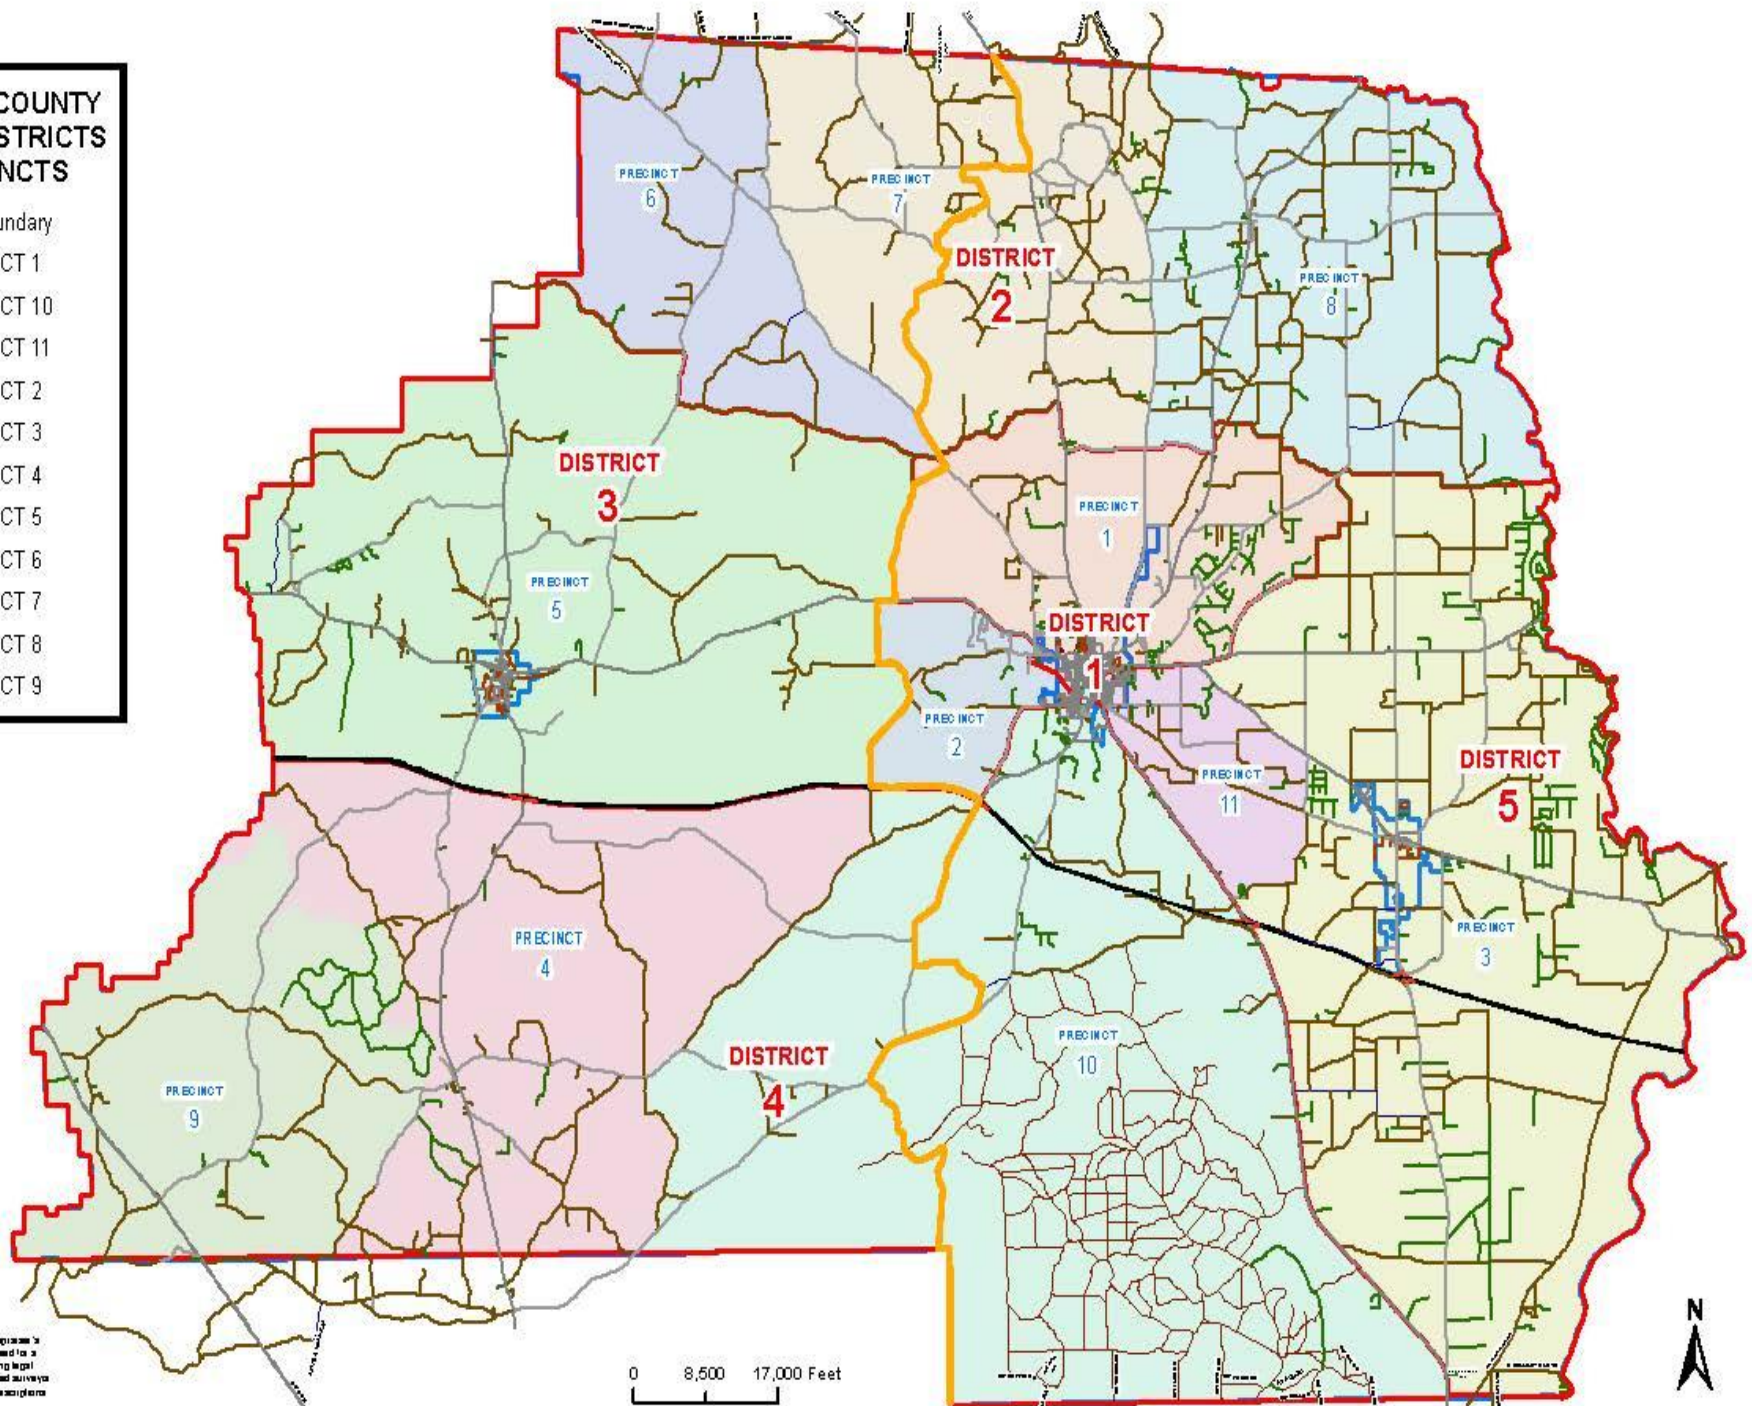 COUNTY
STRICTS
NCTS
undary
CT 1
CT 10
CT 11
CT 2
CT 3
CT 4
CT 5
CT 6
CT 7
CT 8
CT 9
PRECINCT
6
PRECINCT
7
DISTRICT
2
PRECINCT
8
DISTRICT
3
PRECINCT
1
PRECINCT
5
DISTRICT
1
PRECINCT
2
DISTRICT
5
PRECINCT
11
PRECINCT
4
PRECINCT
3
PRECINCT
10
DISTRICT
4
PRECINCT
9
N
0 8,500 17,000 Feet